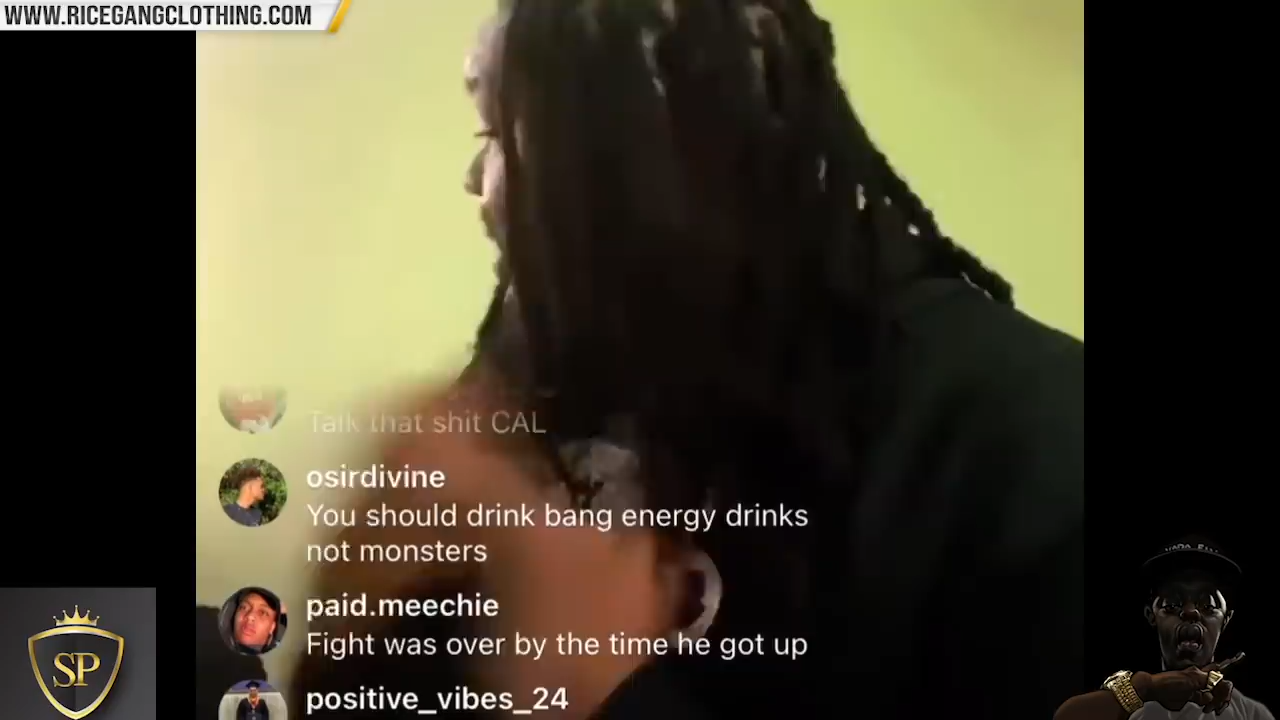 WWW.RICEGANGCLOTHING.COM
Talk that shit CAL
osirdivine
You should drink bang energy drinks
not monsters
paid.meechie
Fight was over by the time he got up
SP
positive_vibes_24